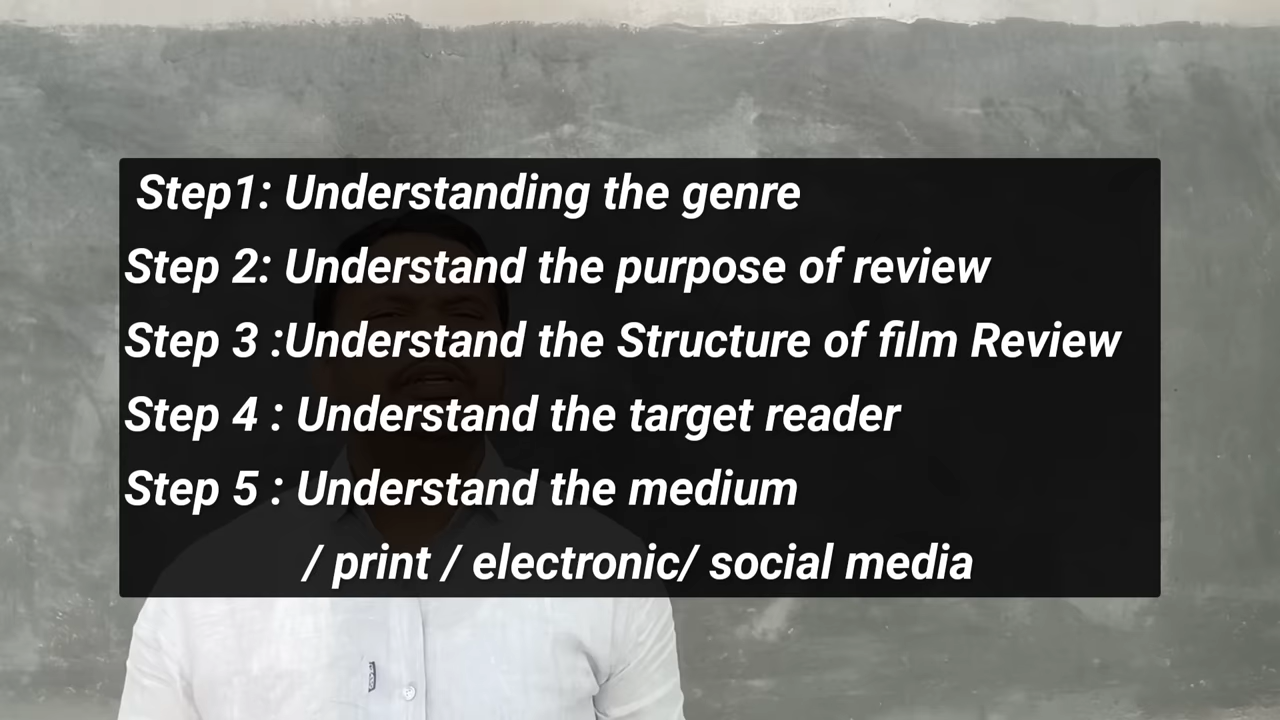 Step1: Understanding the genre
Step 2: Understand the purpose of review
Step 3 :Understand the Structure of film Review
Step 4 : Understand the target reader
Step 5 : Understand the medium
/ print / electronic/ social media